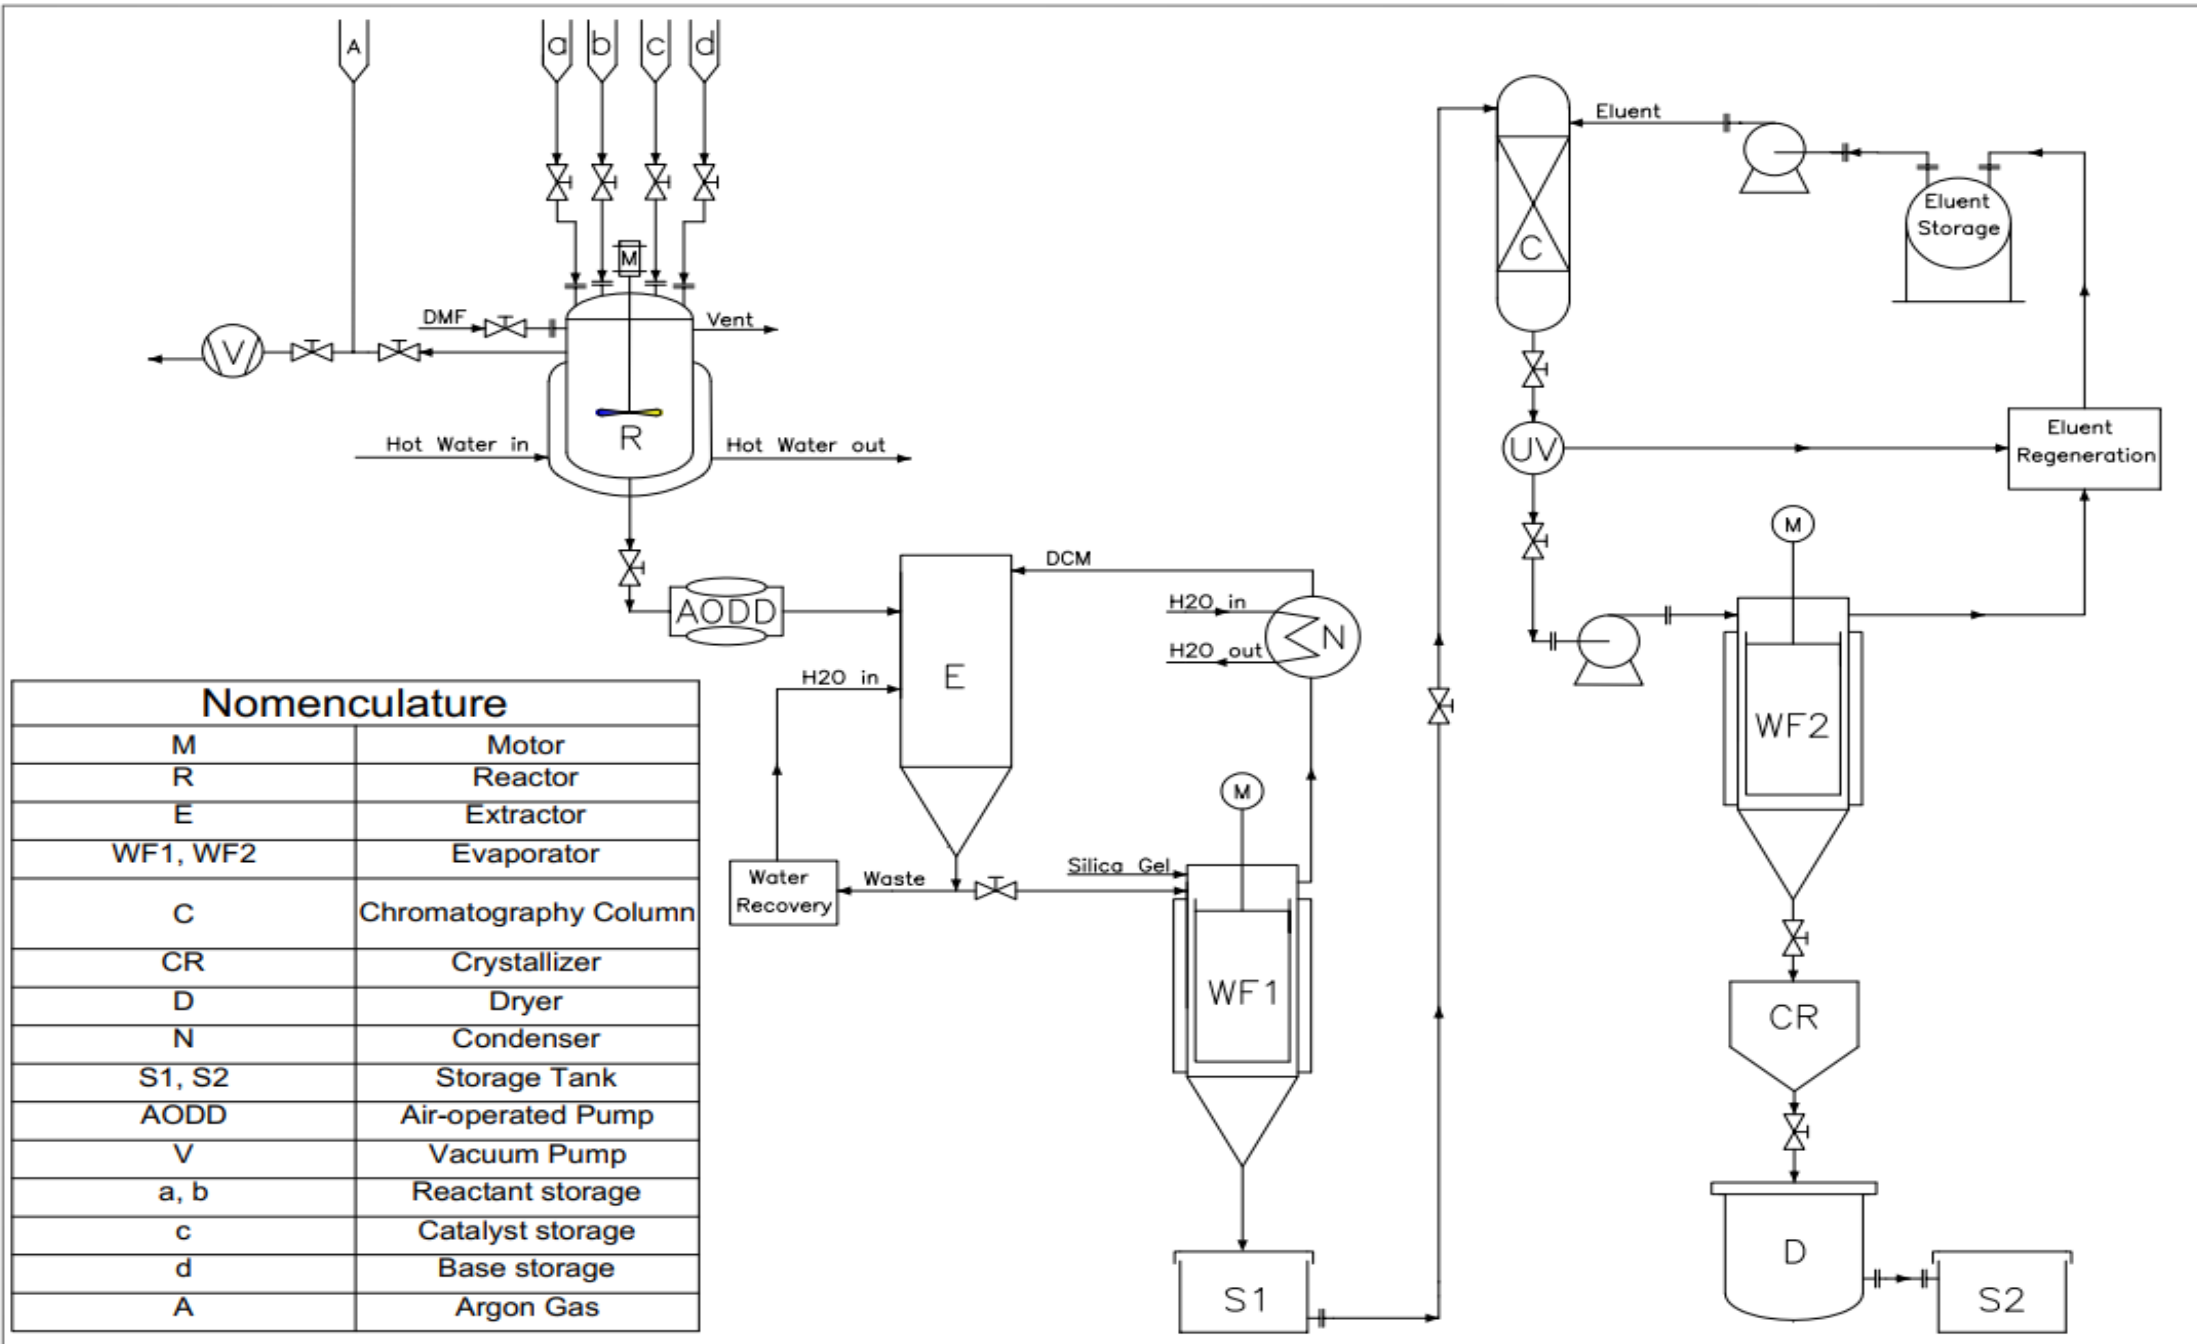 A
a b c d
M
DMF
Vent
V
Hot Water in
R
Hot Water out
AODD
E
DCM
H2O in
H2O out
N
H2O in
Water
Recovery
Waste
Silica Gel
M
WF1
S1
C
Eluent
Eluent
Storage
UV
Eluent
Regeneration
M
WF2
CR
D
S2
Nomenculature
M Motor
R Reactor
E Extractor
WF1, WF2 Evaporator
C Chromatography Column
CR Crystallizer
D Dryer
N Condenser
S1, S2 Storage Tank
AODD Air-operated Pump
V Vacuum Pump
a, b Reactant storage
c Catalyst storage
d Base storage
A Argon Gas